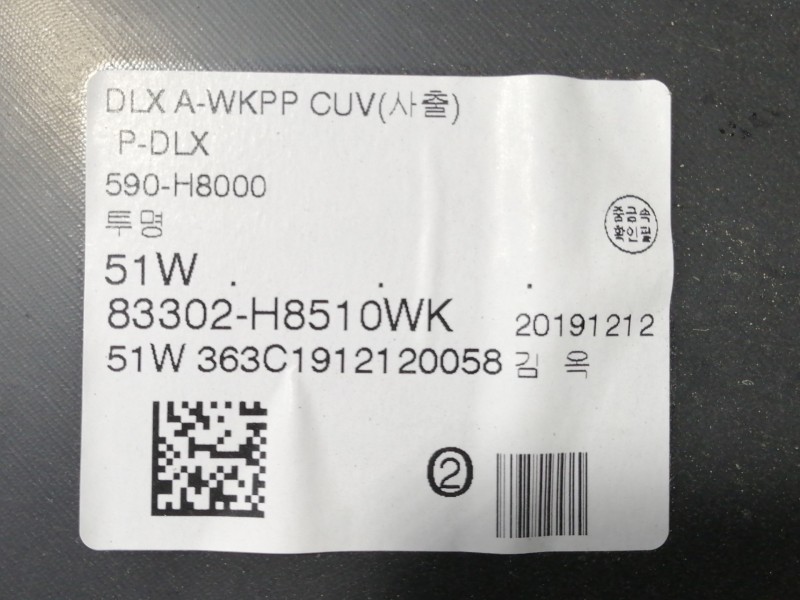 DLX A-WKPP CUV(사출)
P-DLX
590-H8000
투명
51W . . .
83302-H8510WK 20191212
51W 363C1912120058 김 옥
②